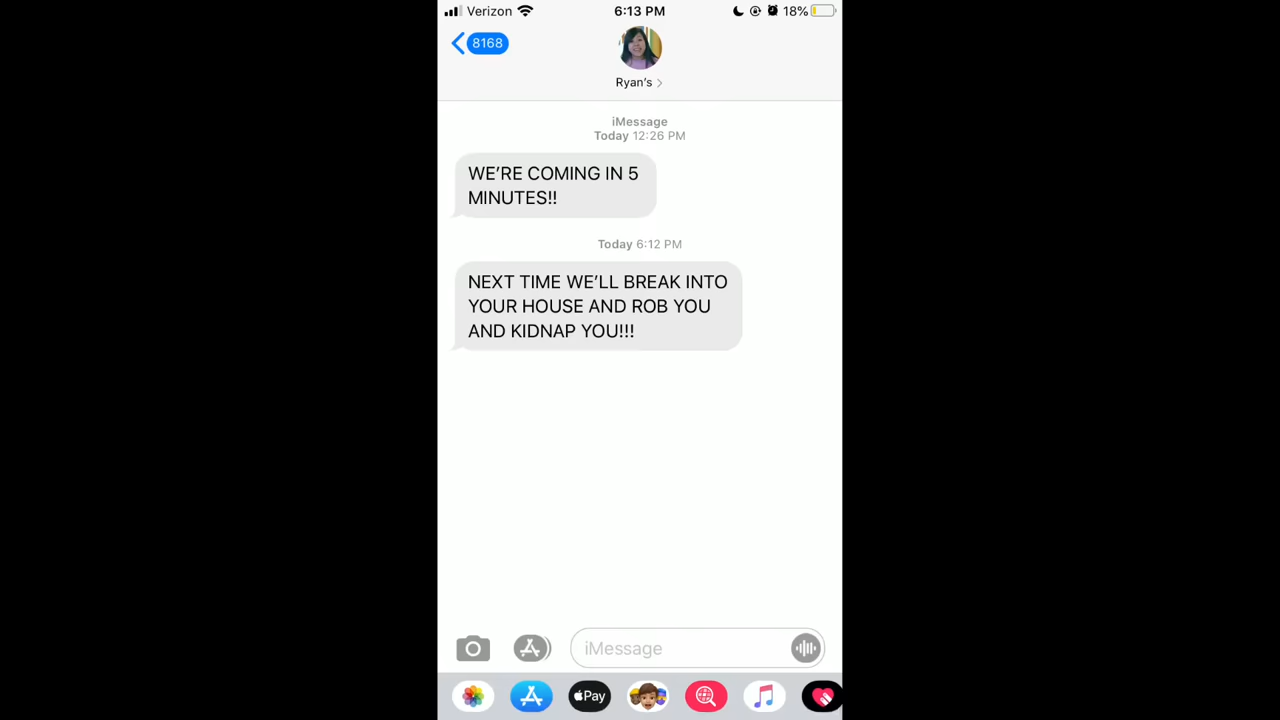 Verizon 6:13 PM 18%
8168
Ryan's
iMessage
Today 12:26 PM
WE'RE COMING IN 5
MINUTES!!
Today 6:12 PM
NEXT TIME WE'LL BREAK INTO
YOUR HOUSE AND ROB YOU
AND KIDNAP YOU!!!
iMessage
Pay